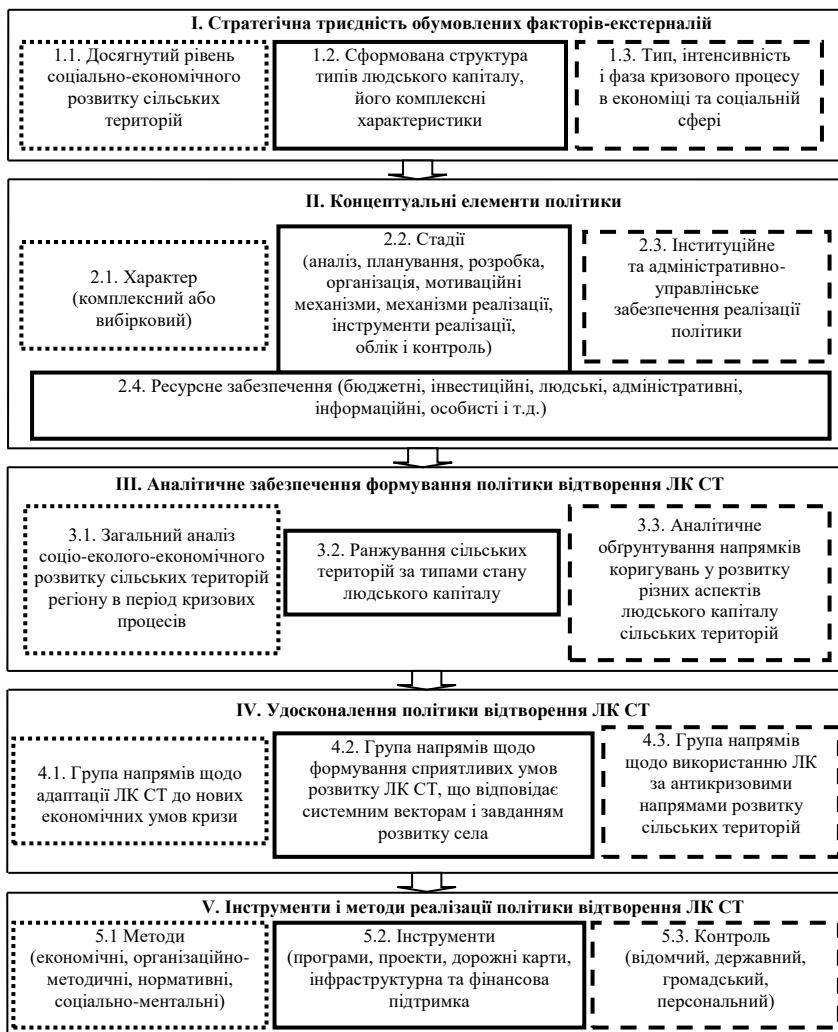 І. Стратегічна триєдність обумовлених факторів-екстерналій
1.1. Досягнутий рівень
соціально-економічного
розвитку сільських
територій
1.2. Сформована структура
типів людського капіталу,
його комплексні
характеристики
1.3. Тип, інтенсивність
і фаза кризового процесу
в економіці та соціальній
сфері
ІІ. Концептуальні елементи політики
2.1. Характер
(комплексний або
вибірковий)
2.2. Стадії
(аналіз, планування, розробка,
організація, мотиваційні
механізми, механізми реалізації,
інструменти реалізації,
облік і контроль)
2.3. Інституційне
та адміністративно-
управлінське
забезпечення реалізації
політики
2.4. Ресурсне забезпечення (бюджетні, інвестиційні, людські, адміністративні,
інформаційні, особисті і т.д.)
ІІІ. Аналітичне забезпечення формування політики відтворення ЛК СТ
3.1. Загальний аналіз
соціо-еколого-економічного
розвитку сільських територій
регіону в період кризових
процесів
3.2. Ранжування сільських
територій за типами стану
людського капіталу
3.3. Аналітичне
обґрунтування напрямків
коригувань у розвитку
різних аспектів
людського капіталу
сільських територій
IV. Удосконалення політики відтворення ЛК СТ
4.1. Група напрямів щодо
адаптації ЛК СТ до нових
економічних умов кризи
4.2. Група напрямів щодо
формування сприятливих умов
розвитку ЛК СТ, що відповідає
системним векторам і завданням
розвитку села
4.3. Група напрямів
щодо використанню ЛК
за антикризовими
напрямами розвитку
сільських територій
V. Інструменти і методи реалізації політики відтворення ЛК СТ
5.1 Методи
(економічні, організаційно-
методичні, нормативні,
соціально-ментальні)
5.2. Інструменти
(програми, проекти, дорожні карти,
інфраструктурна та фінансова
підтримка
5.3. Контроль
(відомчий, державний,
громадський,
персональний)